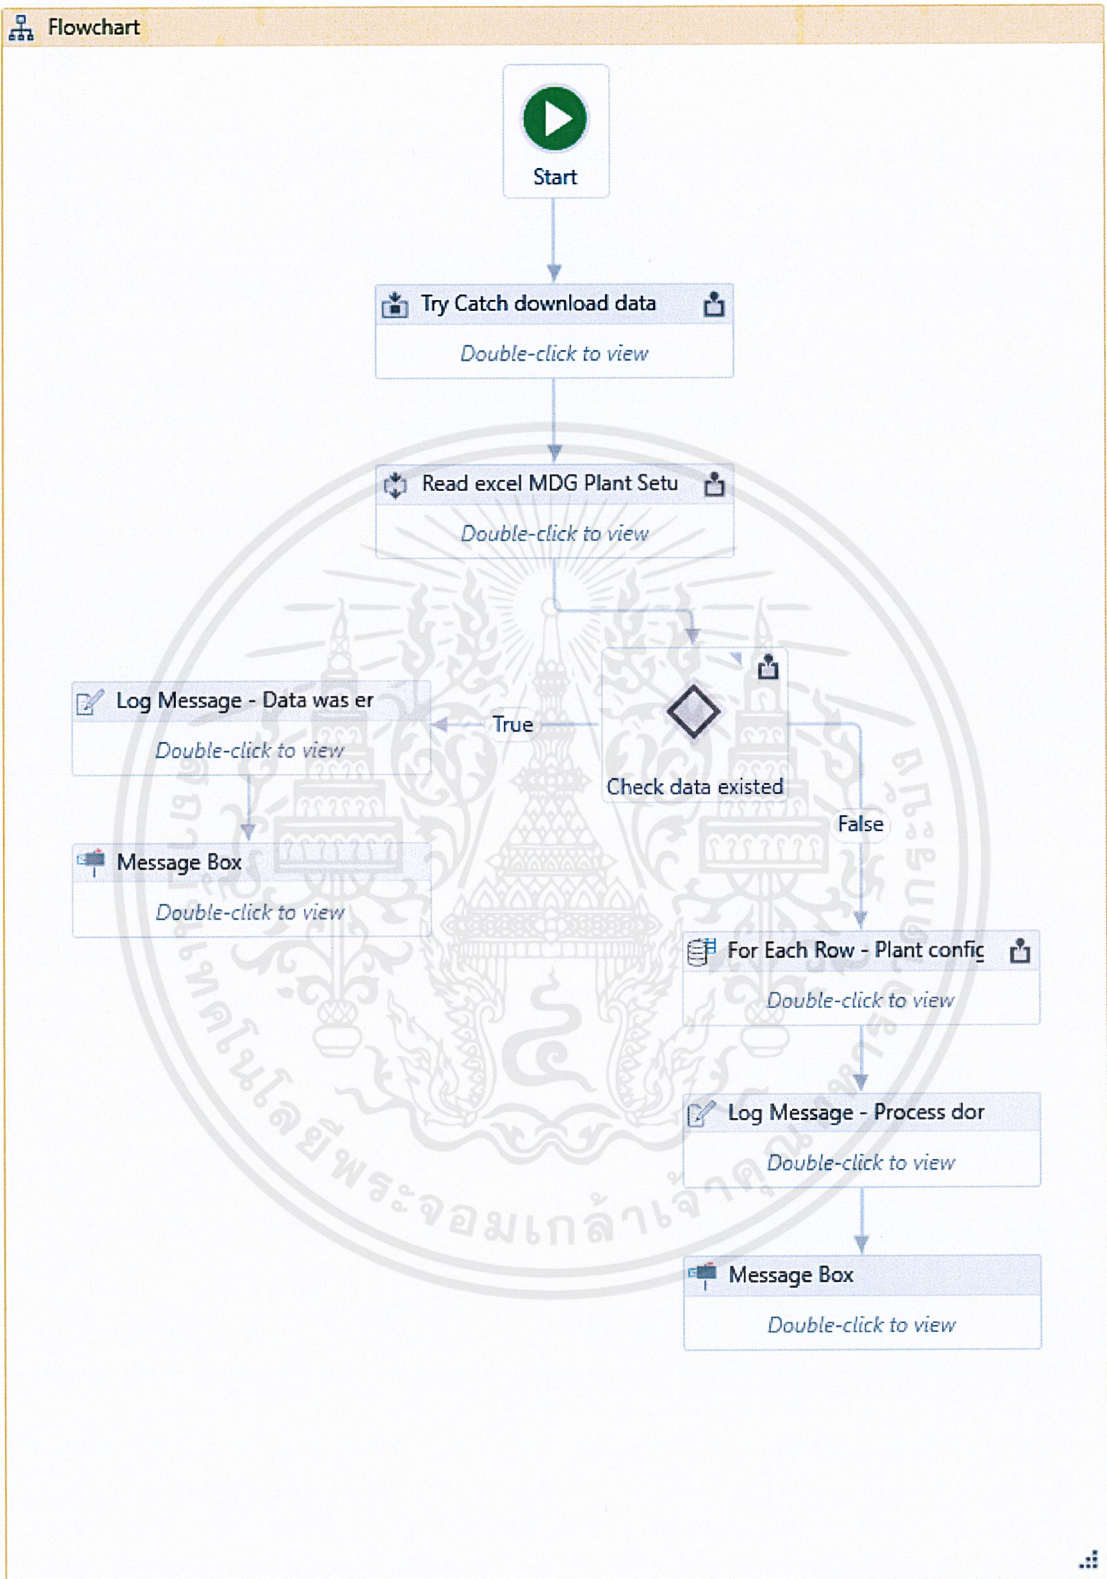 Flowchart
Start
Try Catch download data
Double-click to view
Read excel MDG Plant Setu
Double-click to view
Check data existed
True
False
Log Message - Data was er
Double-click to view
Message Box
Double-click to view
For Each Row - Plant config
Double-click to view
Log Message - Process dor
Double-click to view
Message Box
Double-click to view